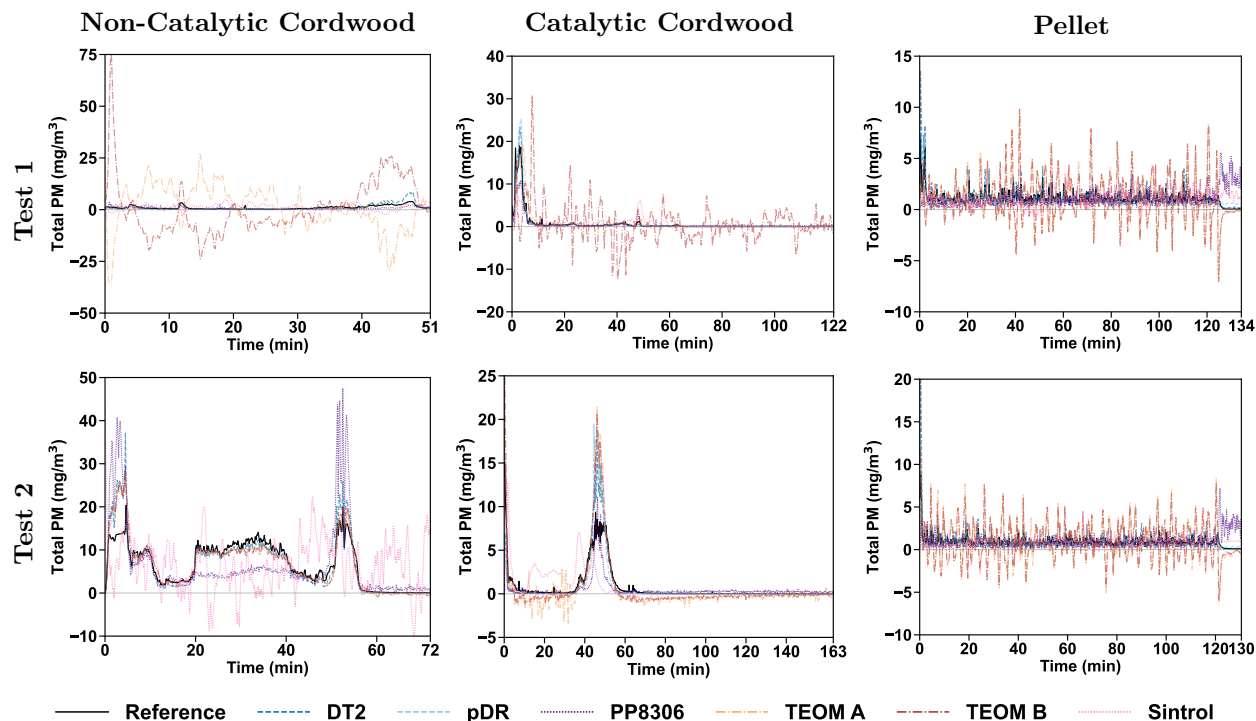 Non-Catalytic Cordwood
Catalytic Cordwood
Pellet
Test 1
Total PM (mg/m³)
75
50
25
0
−25
−50
0 10 20 30 40 51
Time (min)
Total PM (mg/m³)
40
30
20
10
0
−10
−20
0 20 40 60 80 100 122
Time (min)
Total PM (mg/m³)
15
10
5
0
−5
−10
0 20 40 60 80 100 120 134
Time (min)
Test 2
Total PM (mg/m³)
50
40
30
20
10
0
−10
0 20 40 60 72
Time (min)
Total PM (mg/m³)
25
20
15
10
5
0
−5
0 20 40 60 80 100 120 140 163
Time (min)
Total PM (mg/m³)
20
15
10
5
0
−5
−10
0 20 40 60 80 100 120130
Time (min)
Reference DT2 pDR PP8306 TEOM A TEOM B Sintrol